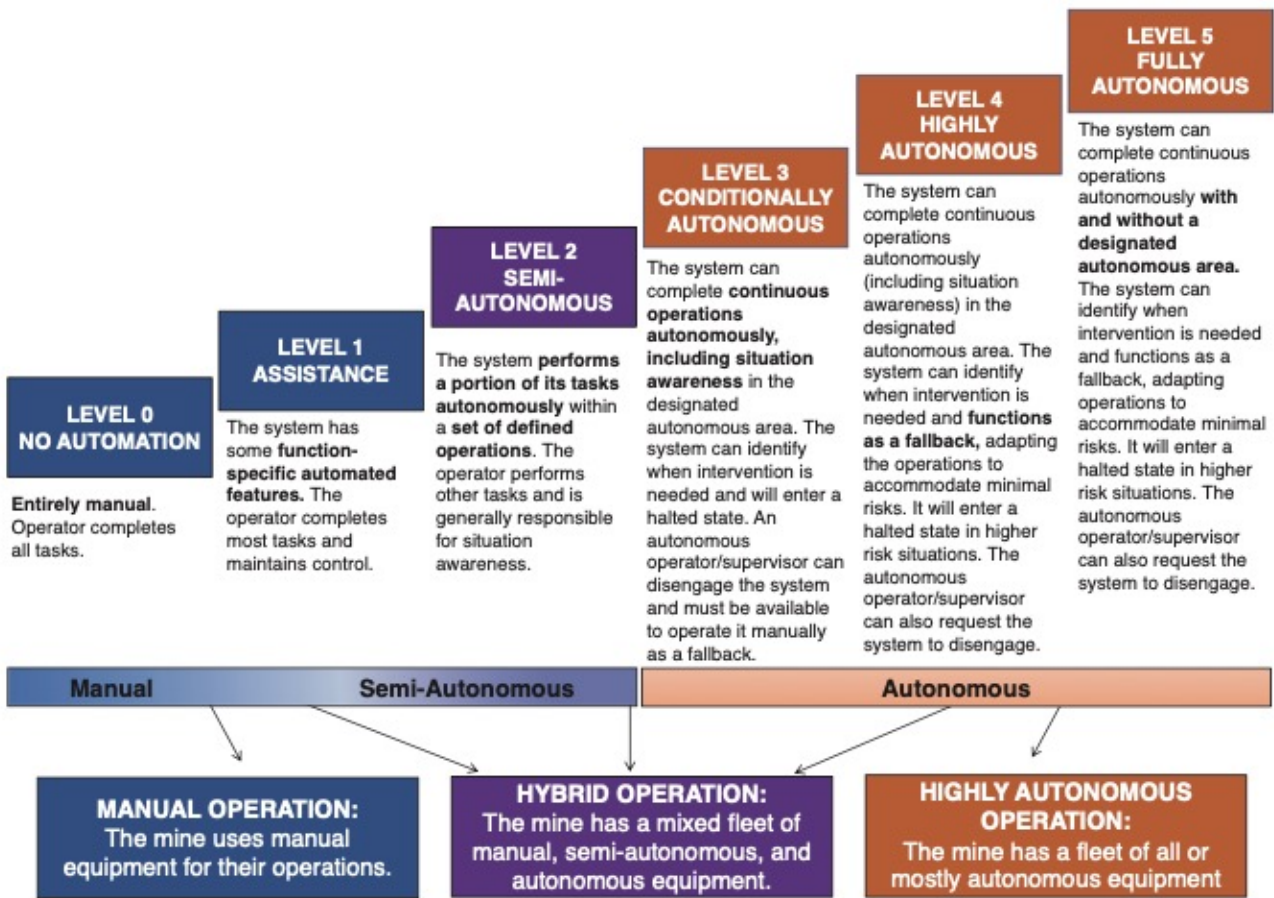 LEVEL 0
NO AUTOMATION
Entirely manual.
Operator completes
all tasks.
LEVEL 1
ASSISTANCE
The system has
some function-
specific automated
features. The
operator completes
most tasks and
maintains control.
LEVEL 2
SEMI-
AUTONOMOUS
The system performs
a portion of its tasks
autonomously within
a set of defined
operations. The
operator performs
other tasks and is
generally responsible
for situation
awareness.
LEVEL 3
CONDITIONALLY
AUTONOMOUS
The system can
complete continuous
operations
autonomously,
including situation
awareness in the
designated
autonomous area. The
system can identify
when intervention is
needed and will enter a
halted state. An
autonomous
operator/supervisor can
disengage the system
and must be available
to operate it manually
as a fallback.
LEVEL 4
HIGHLY
AUTONOMOUS
The system can
complete continuous
operations
autonomously
(including situation
awareness) in the
designated
autonomous area. The
system can identify
when intervention is
needed and functions
as a fallback, adapting
the operations to
accommodate minimal
risks. It will enter a
halted state in higher
risk situations. The
autonomous
operator/supervisor
can also request the
system to disengage.
LEVEL 5
FULLY
AUTONOMOUS
The system can
complete continuous
operations
autonomously with
and without a
designated
autonomous area.
The system can
identify when
intervention is needed
and functions as a
fallback, adapting
operations to
accommodate minimal
risks. It will enter a
halted state in higher
risk situations. The
autonomous
operator/supervisor
can also request the
system to disengage.
Manual
Semi-Autonomous
Autonomous
MANUAL OPERATION:
The mine uses manual
equipment for their operations.
HYBRID OPERATION:
The mine has a mixed fleet of
manual, semi-autonomous, and
autonomous equipment.
HIGHLY AUTONOMOUS
OPERATION:
The mine has a fleet of all or
mostly autonomous equipment